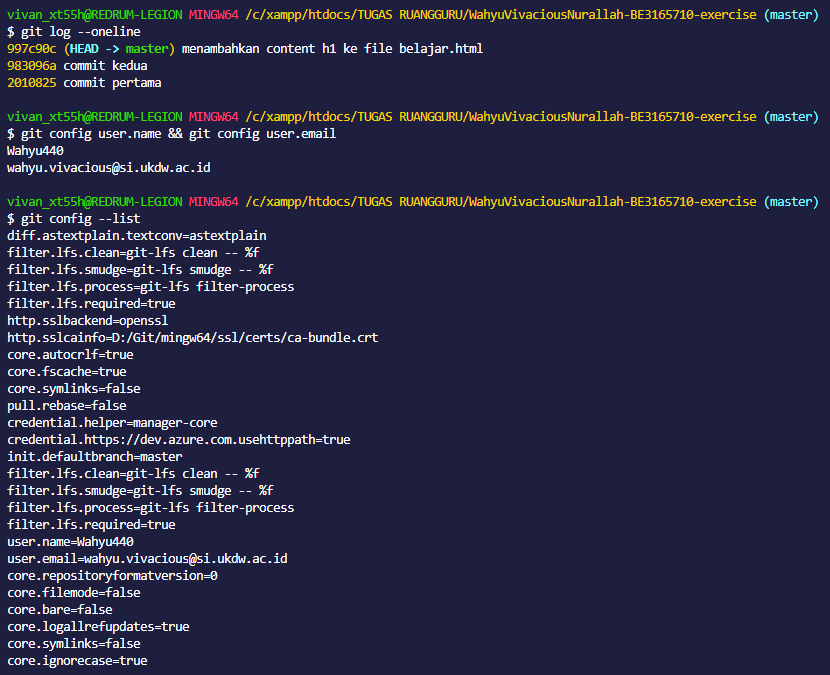 vivan_xt55h@REDRUM-LEGION MINGW64 /c/xampp/htdocs/TUGAS RUANGGURU/WahyuVivaciousNurallah-BE3165710-exercise (master)
$ git log --oneline
997c90c (HEAD -> master) menambahkan content h1 ke file belajar.html
983096a commit kedua
2010825 commit pertama
vivan_xt55h@REDRUM-LEGION MINGW64 /c/xampp/htdocs/TUGAS RUANGGURU/WahyuVivaciousNurallah-BE3165710-exercise (master)
$ git config user.name && git config user.email
Wahyu440
wahyu.vivacious@si.ukdw.ac.id
vivan_xt55h@REDRUM-LEGION MINGW64 /c/xampp/htdocs/TUGAS RUANGGURU/WahyuVivaciousNurallah-BE3165710-exercise (master)
$ git config --list
diff.astextplain.textconv=astextplain
filter.lfs.clean=git-lfs clean -- %f
filter.lfs.smudge=git-lfs smudge -- %f
filter.lfs.process=git-lfs filter-process
filter.lfs.required=true
http.sslbackend=openssl
http.sslcainfo=D:/Git/mingw64/ssl/certs/ca-bundle.crt
core.autocrlf=true
core.fscache=true
core.symlinks=false
pull.rebase=false
credential.helper=manager-core
credential.https://dev.azure.com.usehttppath=true
init.defaultbranch=master
filter.lfs.clean=git-lfs clean -- %f
filter.lfs.smudge=git-lfs smudge -- %f
filter.lfs.process=git-lfs filter-process
filter.lfs.required=true
user.name=Wahyu440
user.email=wahyu.vivacious@si.ukdw.ac.id
core.repositoryformatversion=0
core.filemode=false
core.bare=false
core.logallrefupdates=true
core.symlinks=false
core.ignorecase=true